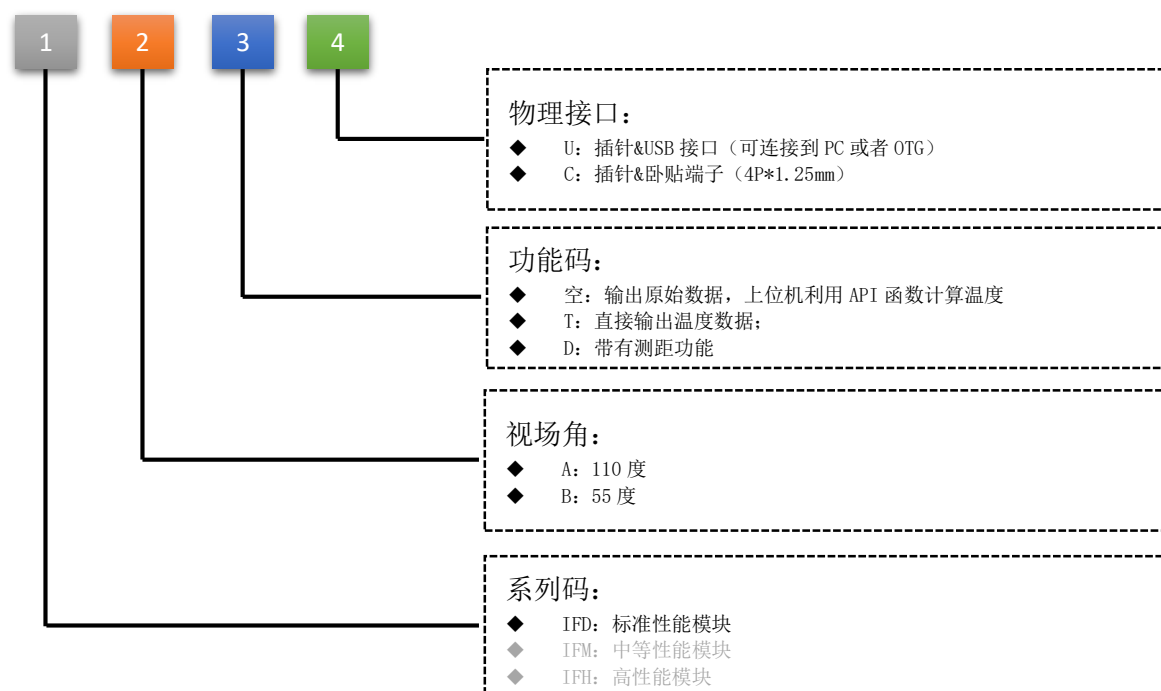 1 2 3 4
物理接口：
◆ U：插针&USB 接口（可连接到 PC 或者 OTG）
◆ C：插针&卧贴端子（4P*1.25mm）
功能码：
◆ 空：输出原始数据，上位机利用 API 函数计算温度
◆ T：直接输出温度数据；
◆ D：带有测距功能
视场角：
◆ A：110 度
◆ B：55 度
系列码：
◆ IFD：标准性能模块
◆ IFM：中等性能模块
◆ IFH：高性能模块